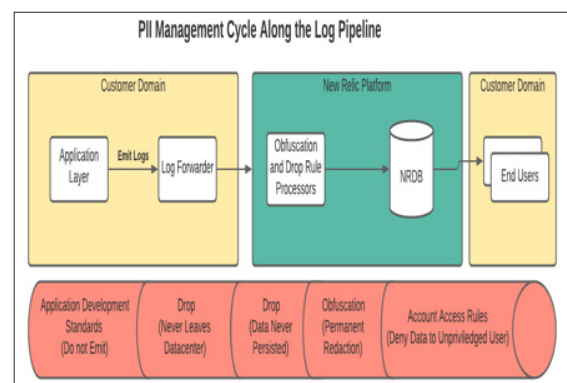 PII Management Cycle Along the Log Pipeline
Customer Domain
New Relic Platform
Customer Domain
Application
Layer
Emit Logs
Log Forwarder
Obfuscation
and Drop Rule
Processors
NRDB
End Users
Application Development
Standards
(Do not Emit)
Drop
(Never Leaves
Datacenter)
Drop
(Data Never
Persisted)
Obfuscation
(Permanent
Redaction)
Account Access Rules
(Deny Data to Unpriviledged User)